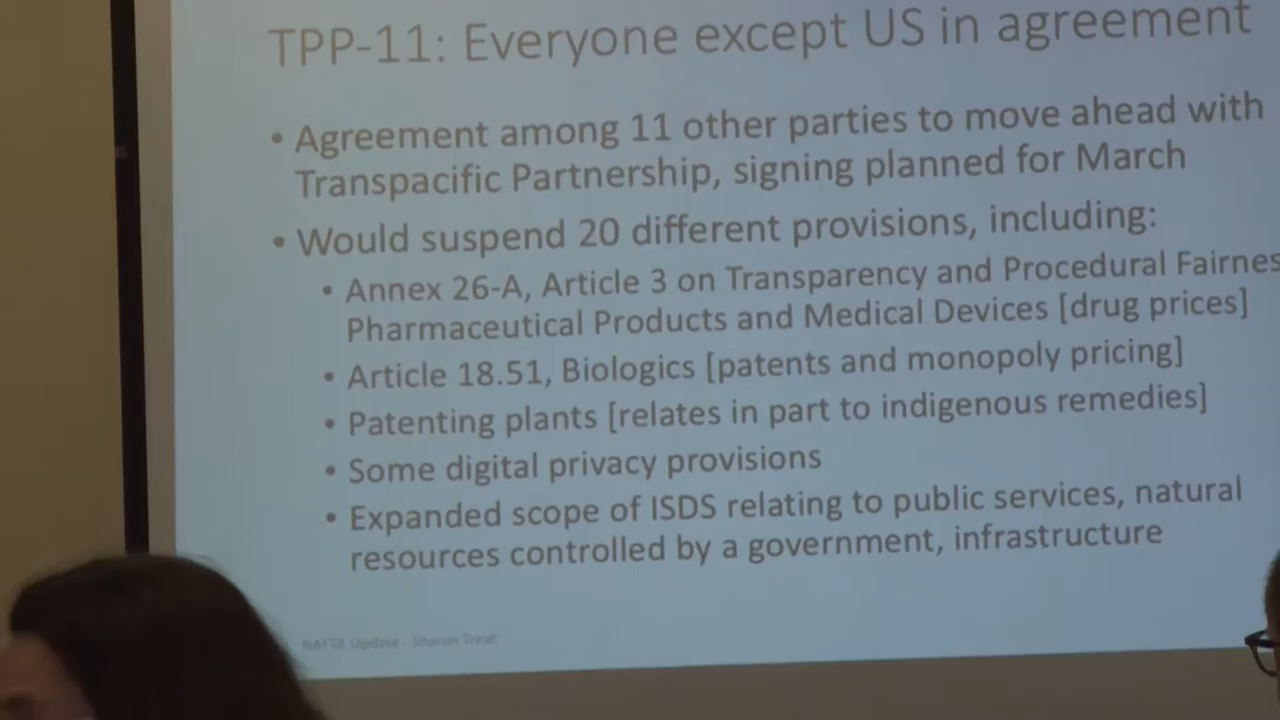 TPP-11: Everyone except US in agreement
• Agreement among 11 other parties to move ahead with
Transpacific Partnership, signing planned for March
• Would suspend 20 different provisions, including:
• Annex 26-A, Article 3 on Transparency and Procedural Fairnes
Pharmaceutical Products and Medical Devices [drug prices]
• Article 18.51, Biologics [patents and monopoly pricing]
• Patenting plants [relates in part to indigenous remedies]
• Some digital privacy provisions
• Expanded scope of ISDS relating to public services, natural
resources controlled by a government, infrastructure
NAFTA Update Sharon Treat